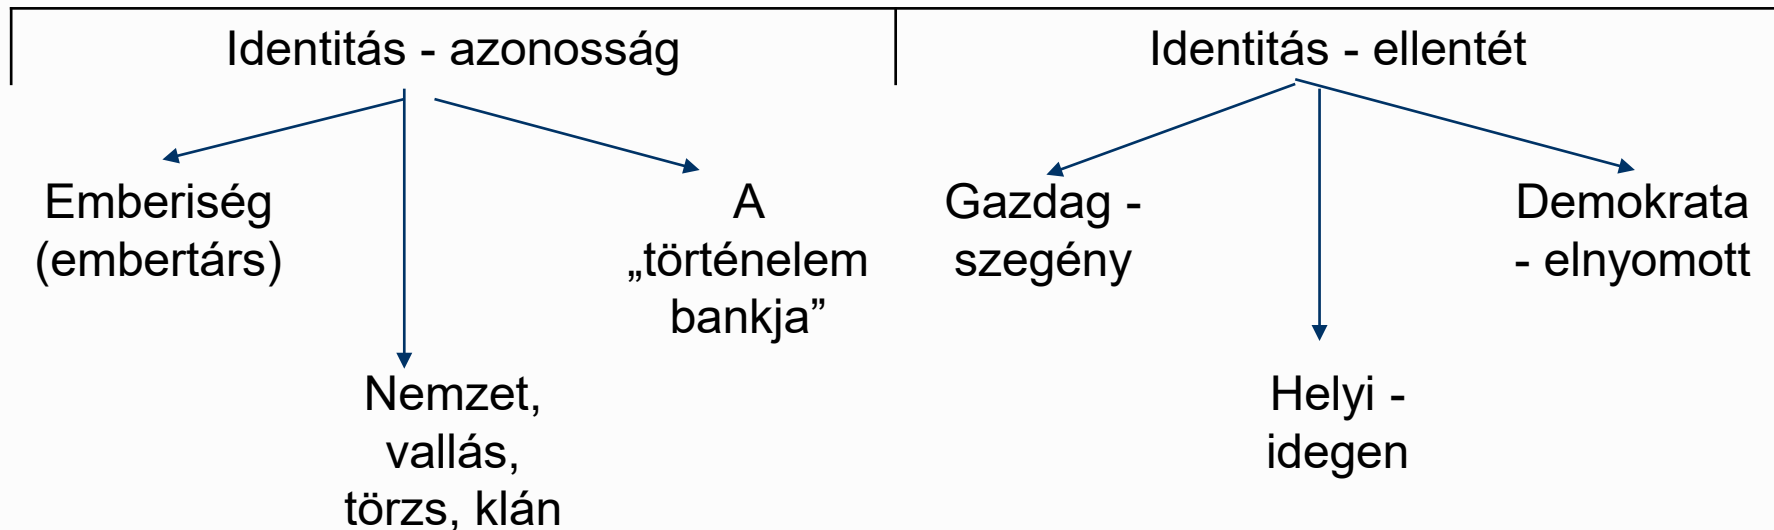 Identitás - azonosság
Identitás - ellentét
Emberiség
(embertárs)
A
„történelem
bankja”
Nemzet,
vallás,
törzs, klán
Gazdag -
szegény
Demokrata
- elnyomott
Helyi -
idegen